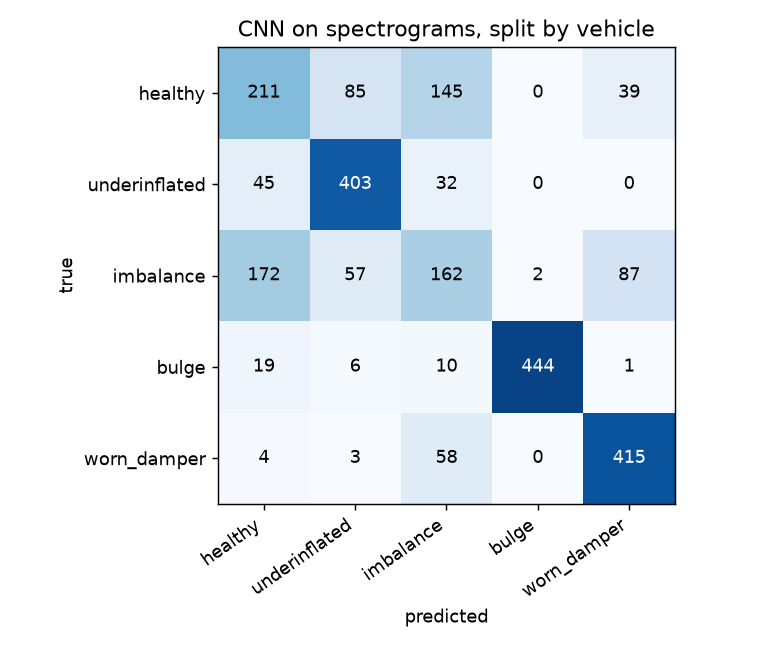 CNN on spectrograms, split by vehicle
healthy 211 85 145 0 39
underinflated 45 403 32 0 0
true
imbalance 172 57 162 2 87
bulge 19 6 10 444 1
worn_damper 4 3 58 0 415
healthy underinflated imbalance bulge worn_damper
predicted